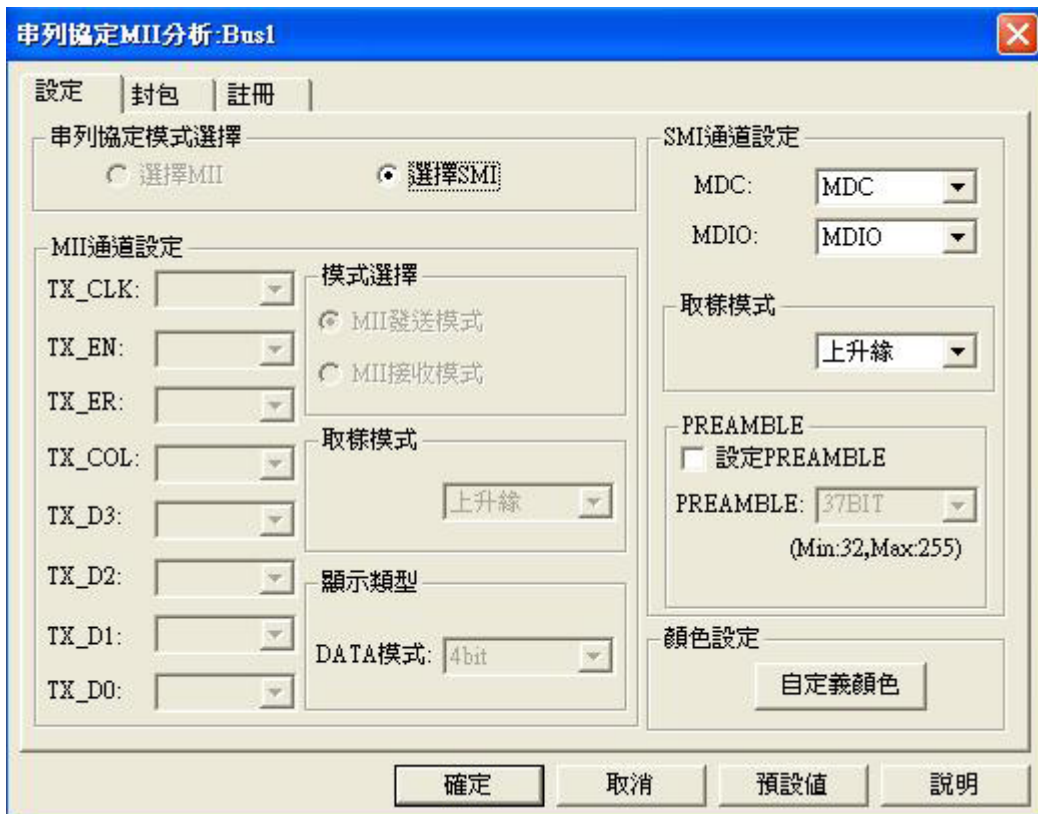 串列協定MII分析:Bus1
設定 封包 註冊
串列協定模式選擇
選擇MII 選擇SMI
MII通道設定
TX_CLK:
TX_EN:
TX_ER:
TX_COL:
TX_D3:
TX_D2:
TX_D1:
TX_D0:
模式選擇
MII發送模式
MII接收模式
取樣模式
上升緣
顯示類型
DATA模式: 4bit
SMI通道設定
MDC: MDC
MDIO: MDIO
取樣模式
上升緣
PREAMBLE
設定PREAMBLE
PREAMBLE: 37BIT
(Min:32,Max:255)
顏色設定
自定義顏色
確定 取消 預設值 說明